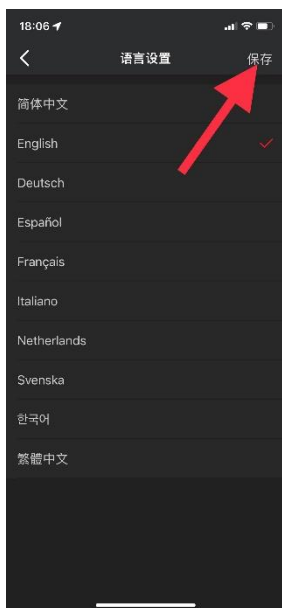 18:06
语言设置 保存
简体中文
English
Deutsch
Español
Français
Italiano
Netherlands
Svenska
한국어
繁體中文